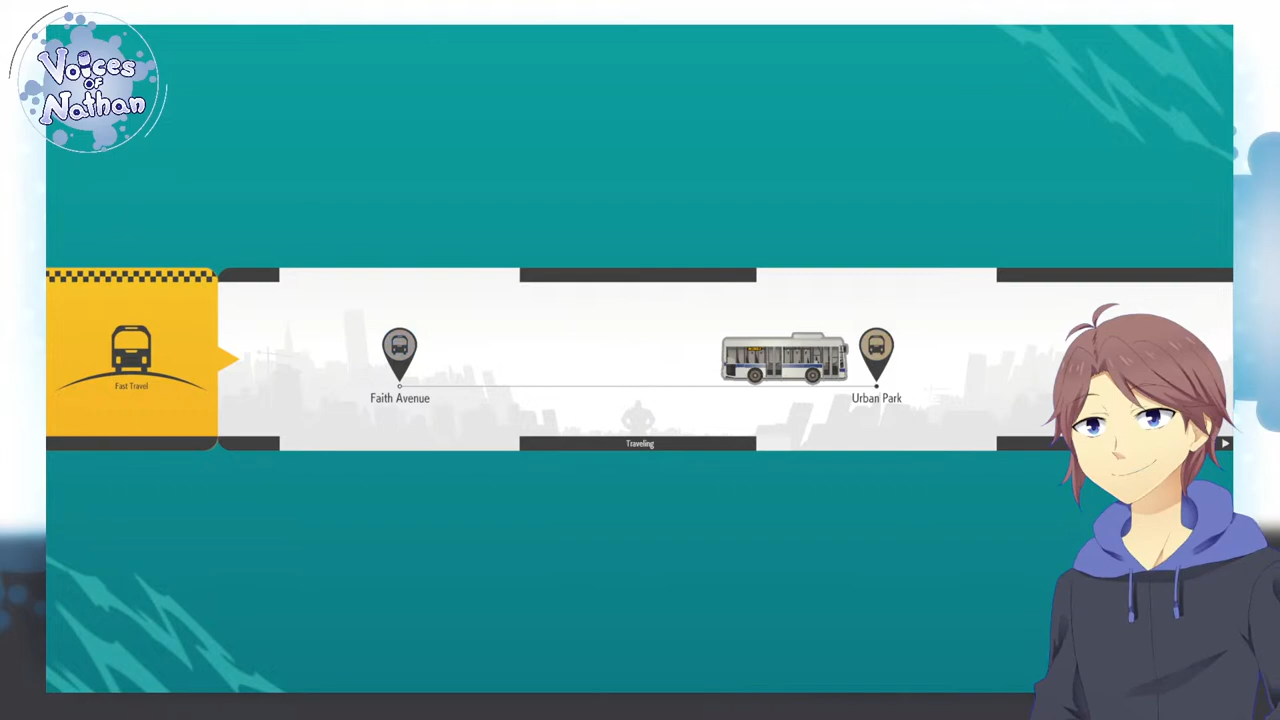 Voices
of
Nathan
Fast Travel
Faith Avenue
Urban Park
Traveling